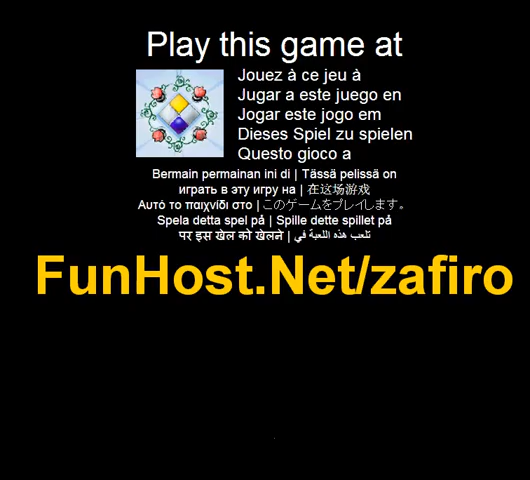 Play this game at
Jouez à ce jeu à
Jugar a este juego en
Jogar este jogo em
Dieses Spiel zu spielen
Questo gioco a
Bermain permainan ini di | Tässä pelissä on
играть в эту игру на | 在这场游戏
Αυτό το παιχνίδι στο | このゲームをプレイします。
Spela detta spel på | Spille dette spillet på
पर इस खेल को खेलने | تلعب هذه اللعبة في
FunHost.Net/zafiro